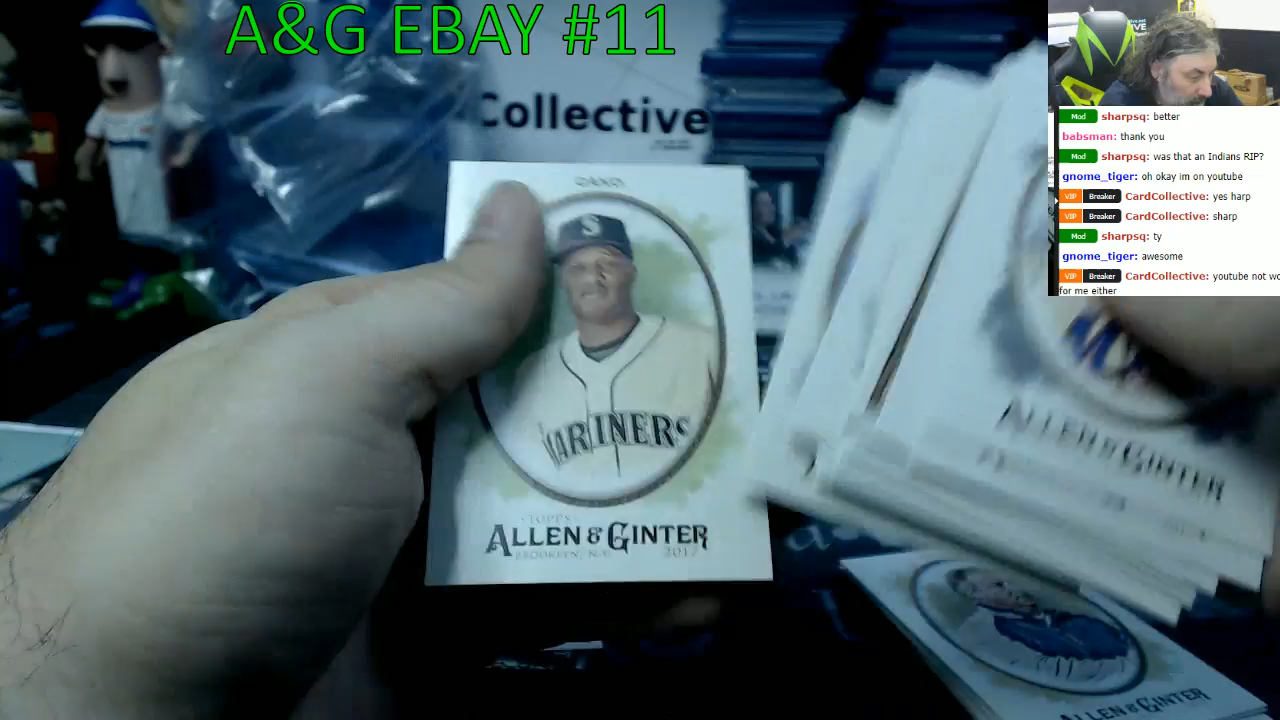 A&G EBAY #11
Collective
CANO
S
MARINERS
TOPPS
ALLEN & GINTER
BROOKLYN, N.Y. 2017
ALLEN & GINTER
ALLEN & GINTER
Mod sharpsq: better
babsman: thank you
Mod sharpsq: was that an Indians RIP?
gnome_tiger: oh okay im on youtube
VIP Breaker CardCollective: yes harp
VIP Breaker CardCollective: sharp
Mod sharpsq: ty
gnome_tiger: awesome
VIP Breaker CardCollective: youtube not wo
for me either